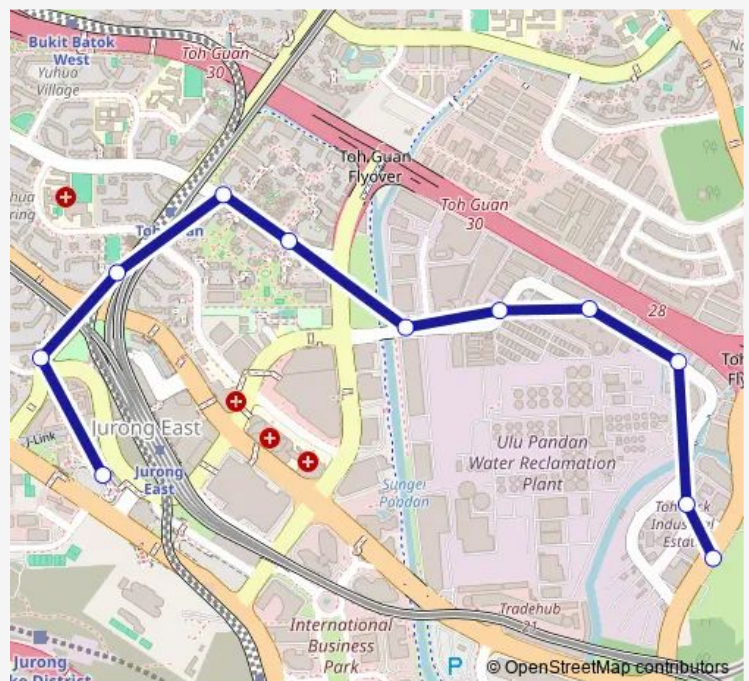 Bukit Batok
West
Yuhua
Village
Toh Guan
30
Toh Guan
Flyover
Toh Guan
30
28
J-Link
Jurong East
Jurong
East
Ulu Pandan
Water Reclamation
Plant
Sungei
Pandan
Tradehub
21
International
Business
Park
P
Jurong
© OpenStreetMap contributors